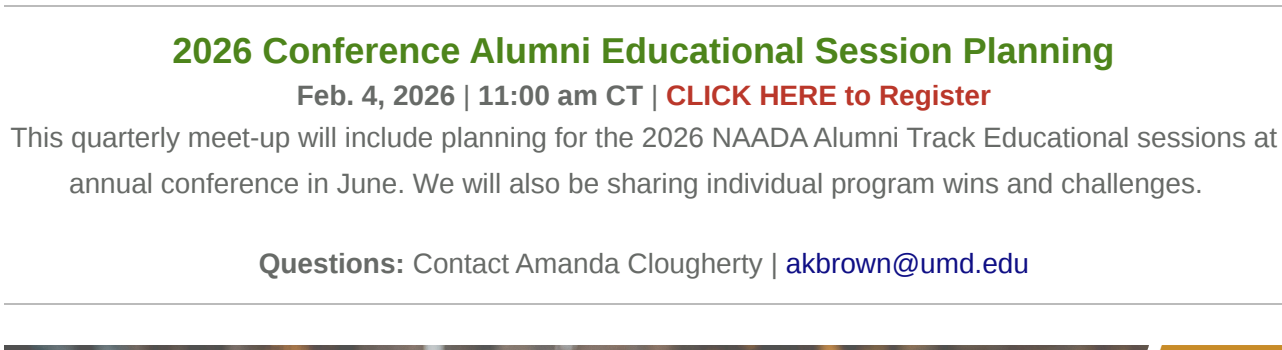 2026 Conference Alumni Educational Session Planning
Feb. 4, 2026 | 11:00 am CT | CLICK HERE to Register
This quarterly meet-up will include planning for the 2026 NAADA Alumni Track Educational sessions at
annual conference in June. We will also be sharing individual program wins and challenges.
Questions: Contact Amanda Clougherty | akbrown@umd.edu